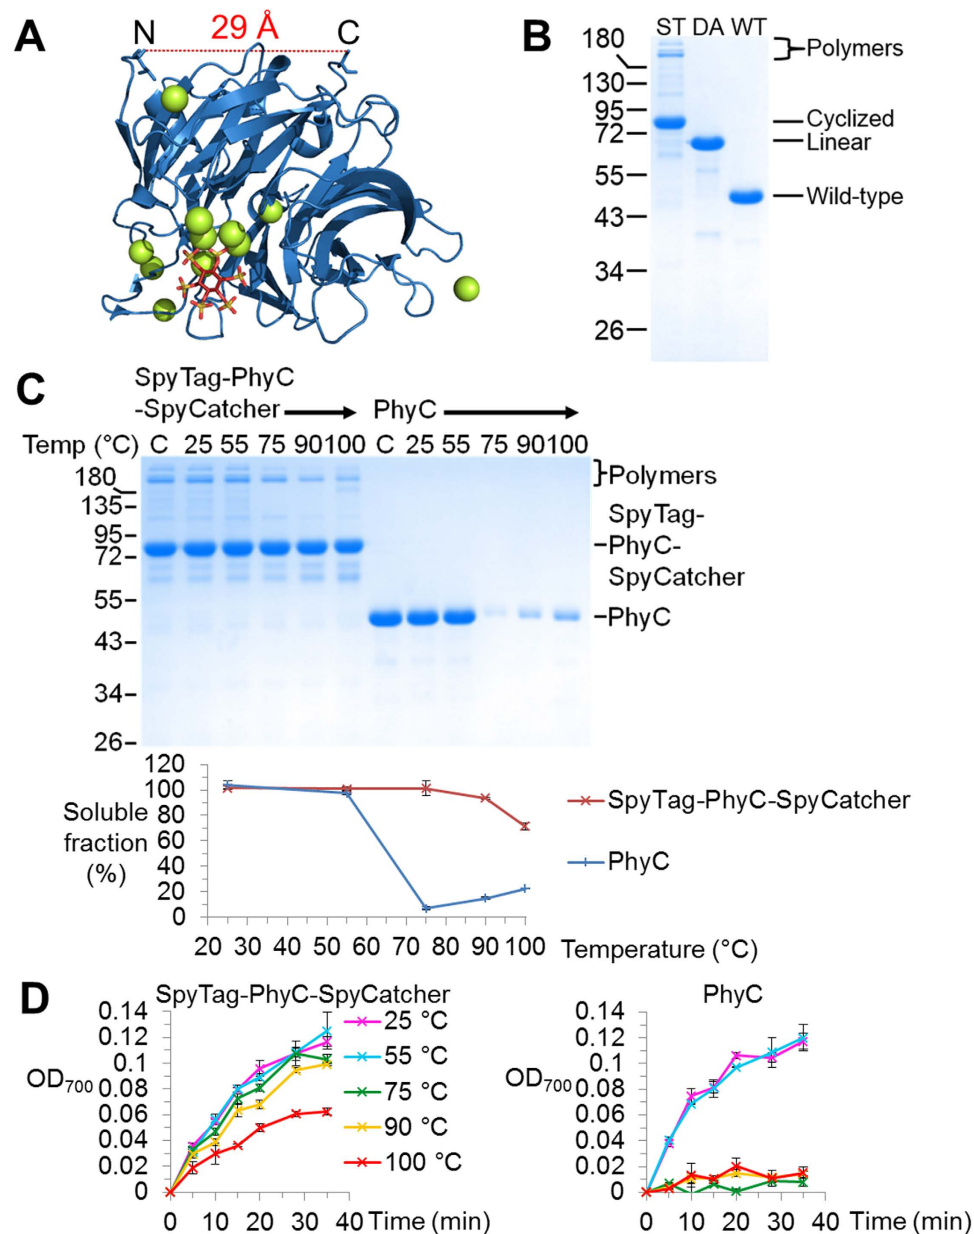 A
N 29 Å C
B
ST DA WT
180
130
95
72
55
43
34
26
Polymers
Cyclized
Linear
Wild-type
C
SpyTag-PhyC
-SpyCatcher
PhyC
Temp (°C) C 25 55 75 90 100 C 25 55 75 90 100
180
135
95
72
55
43
34
26
Polymers
SpyTag-
PhyC-
SpyCatcher
PhyC
120
100
80
60
40
20
0
Soluble
fraction
(%)
20 30 40 50 60 70 80 90 100
Temperature (°C)
SpyTag-PhyC-SpyCatcher
PhyC
D
SpyTag-PhyC-SpyCatcher
0.14
0.12
0.1
0.08
0.06
0.04
0.02
0
OD700
0 10 20 30 40 Time (min)
25 °C
55 °C
75 °C
90 °C
100 °C
PhyC
0.14
0.12
0.1
0.08
0.06
0.04
0.02
0
OD700
0 10 20 30 40 Time (min)